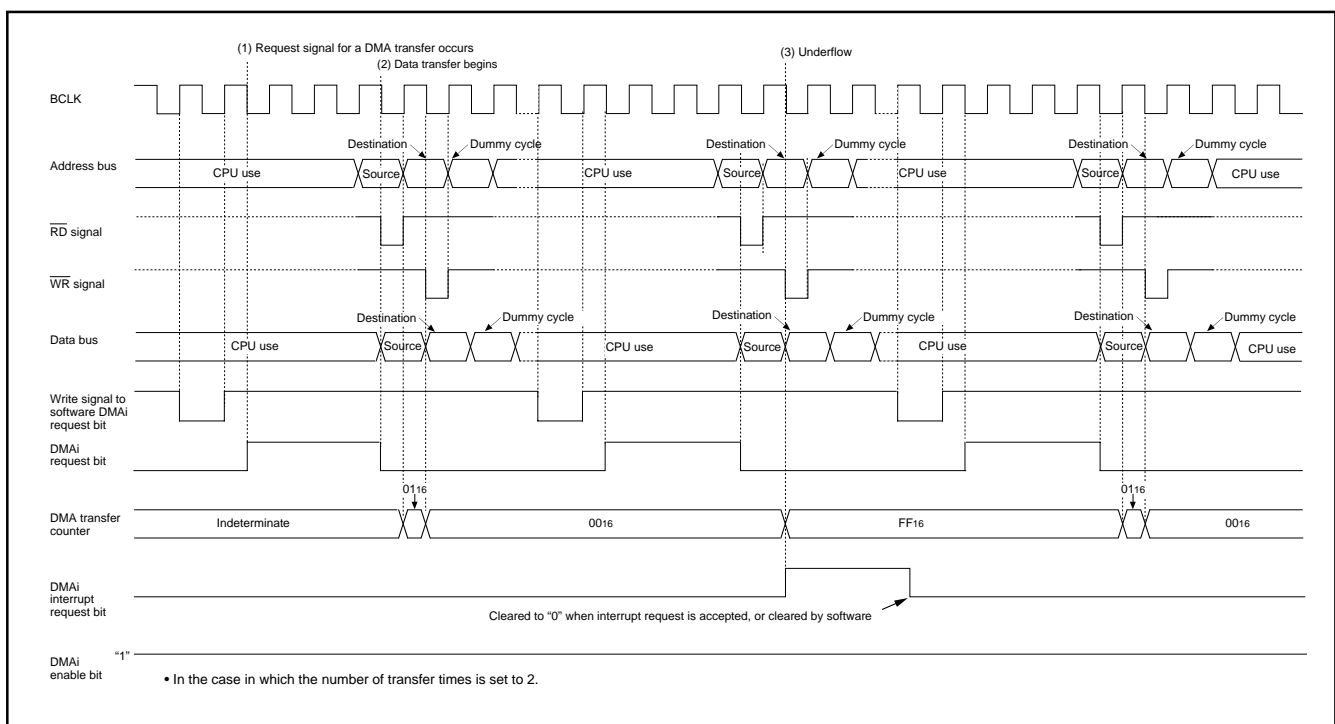 (1) Request signal for a DMA transfer occurs
(3) Underflow
(2) Data transfer begins
BCLK
Destination
Dummy cycle
Destination
Dummy cycle
Destination
Dummy cycle
Address bus
CPU use
Source
CPU use
Source
CPU use
Source
CPU use
RD signal
WR signal
Destination
Dummy cycle
Destination
Dummy cycle
Destination
Dummy cycle
Data bus
CPU use
Source
CPU use
Source
CPU use
Source
CPU use
Write signal to
software DMAi
request bit
DMAi
request bit
0116
0116
DMA transfer
counter
Indeterminate
0016
FF16
0016
DMAi
interrupt
request bit
Cleared to “0” when interrupt request is accepted, or cleared by software
“1”
DMAi
enable bit
• In the case in which the number of transfer times is set to 2.